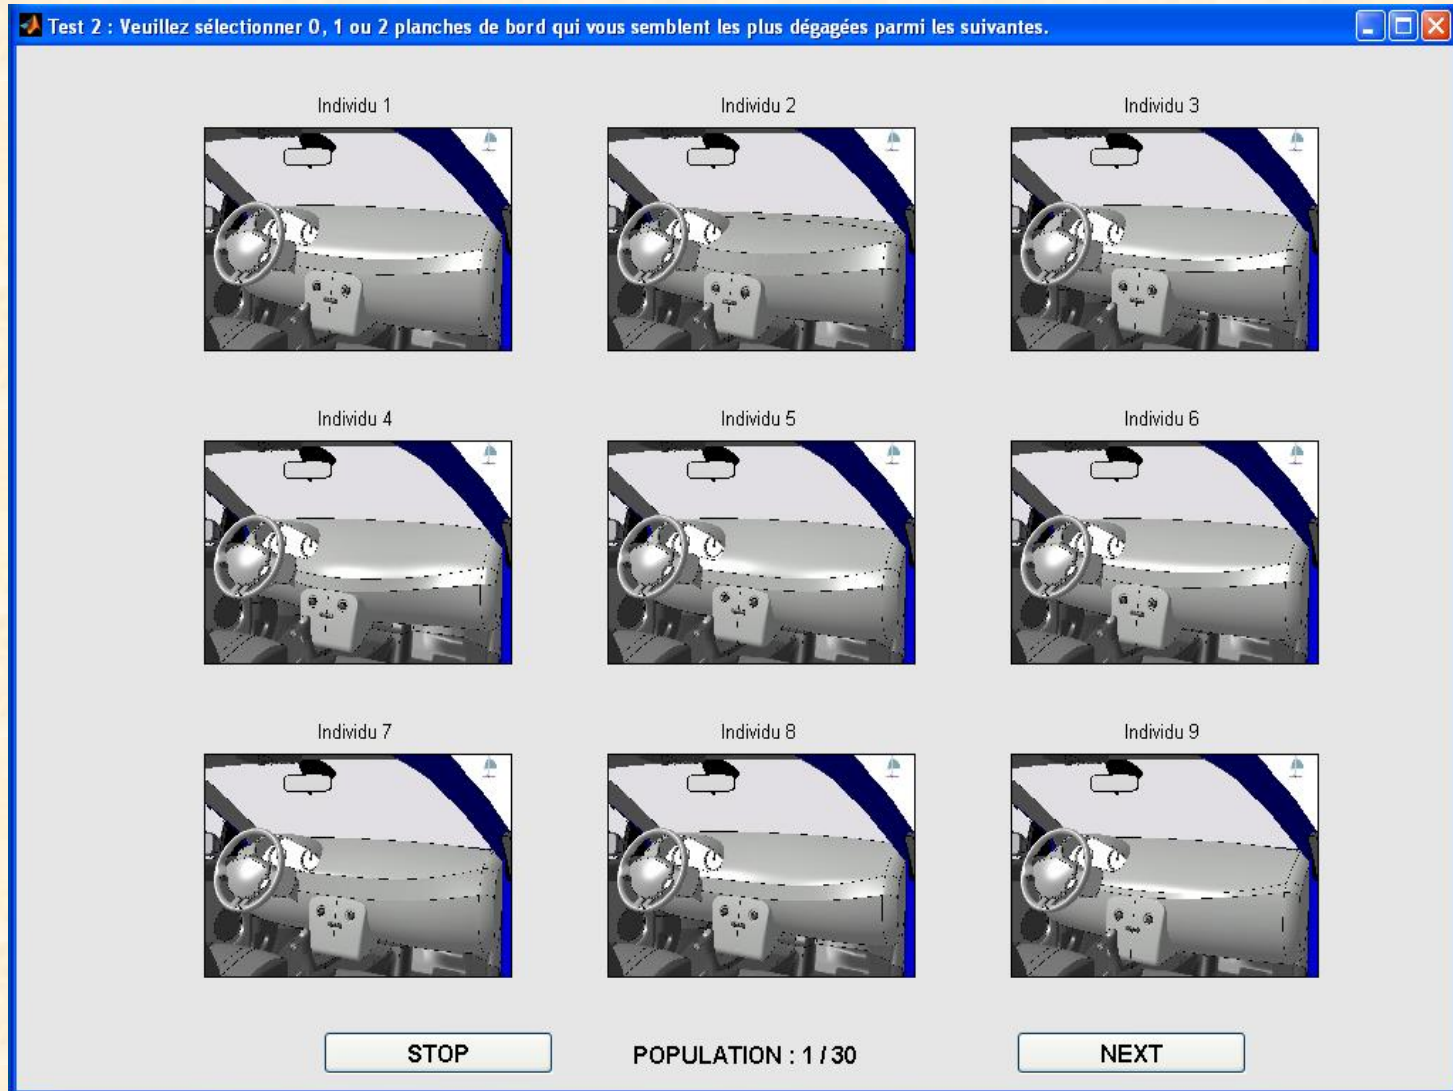 Test 2 : Veuillez sélectionner 0, 1 ou 2 planches de bord qui vous semblent les plus dégagées parmi les suivantes.
Individu 1
Individu 2
Individu 3
Individu 4
Individu 5
Individu 6
Individu 7
Individu 8
Individu 9
STOP
POPULATION : 1 / 30
NEXT